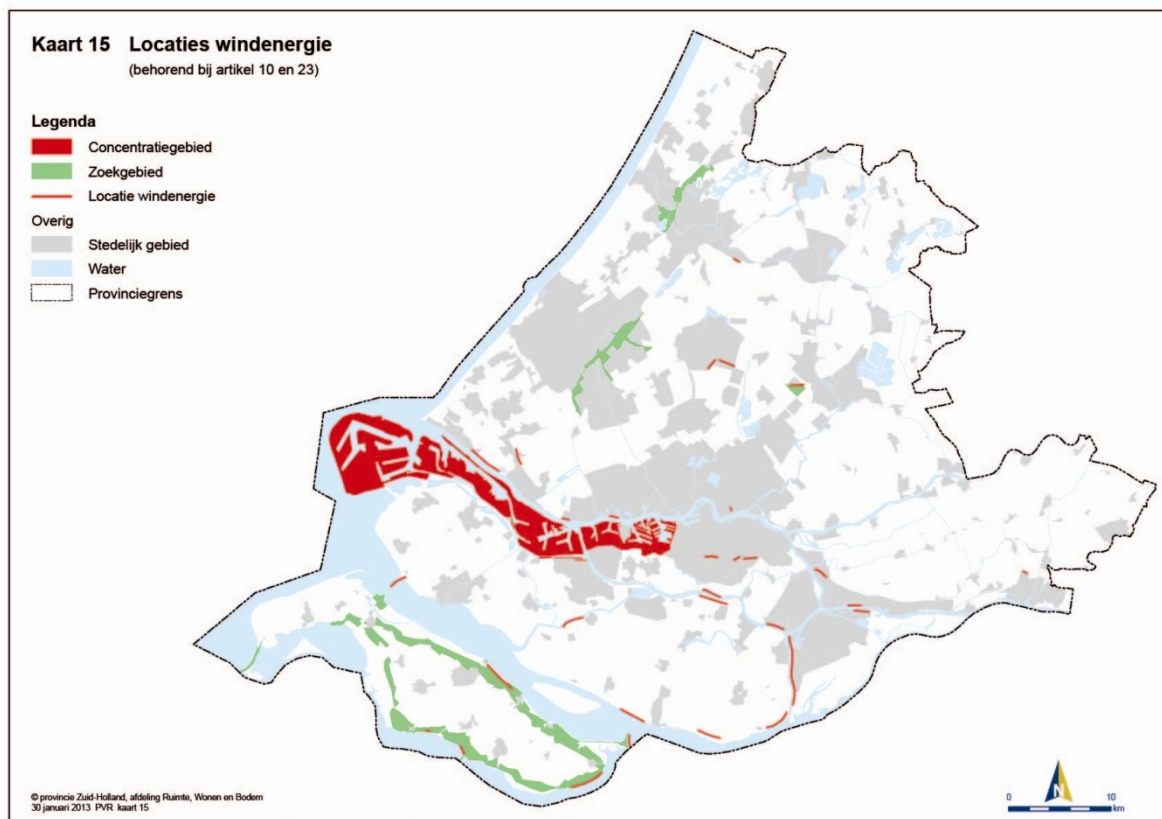 Kaart 15 Locaties windenergie
(behorend bij artikel 10 en 23)
Legenda
Concentratiegebied
Zoekgebied
Locatie windenergie
Overig
Stedelijk gebied
Water
Provinciegrens
© provincie Zuid-Holland, afdeling Ruimte, Wonen en Bodem
30 januari 2013 PVR kaart 15
N
0 10
km